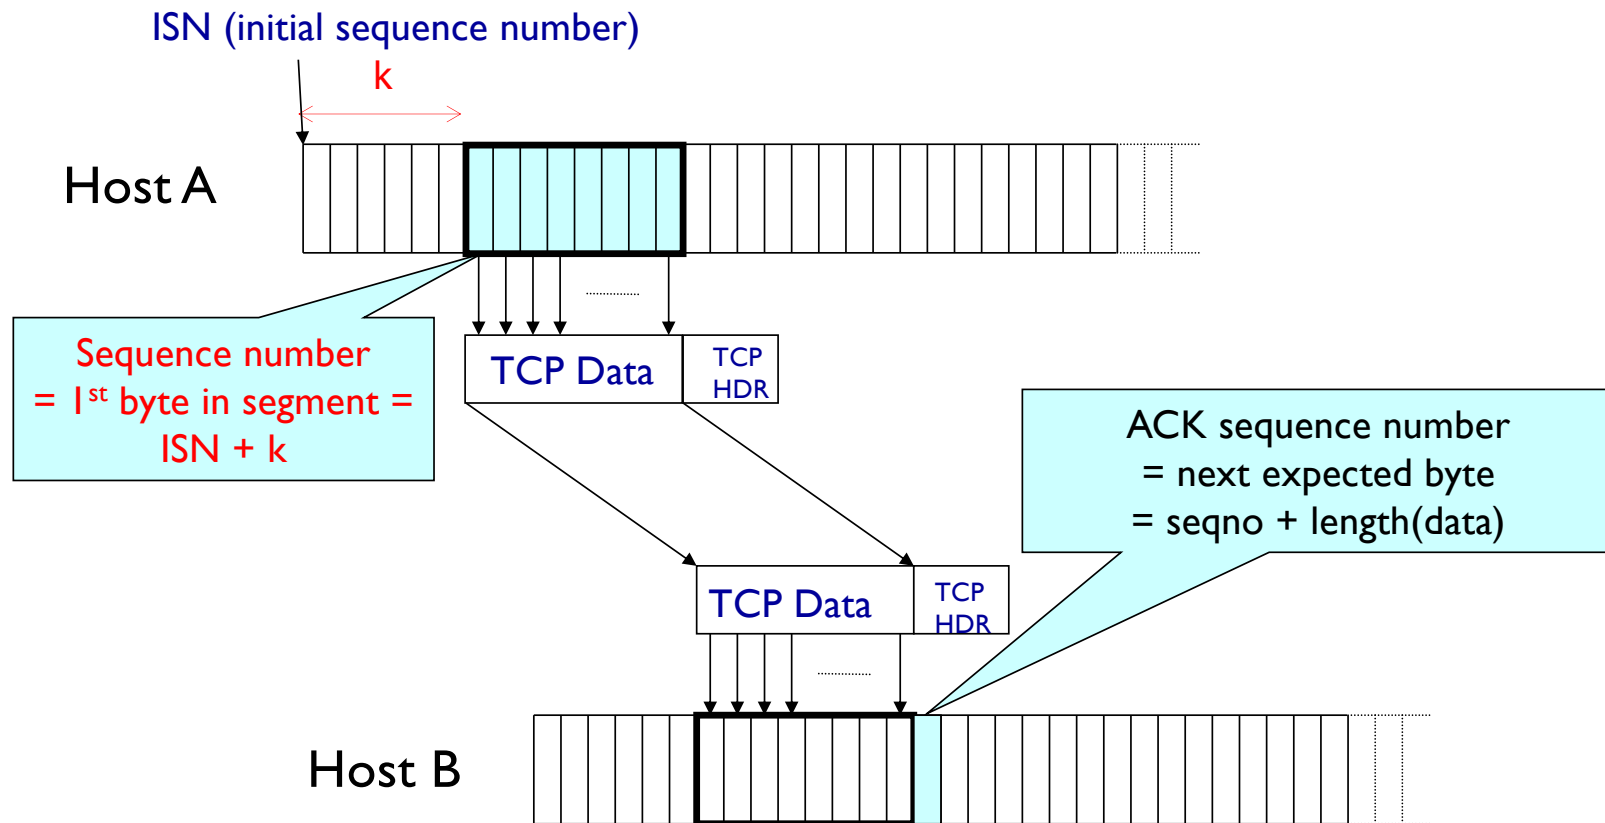 ISN (initial sequence number)
k
Host A
Sequence number
= 1st byte in segment =
ISN + k
TCP Data
TCP
HDR
ACK sequence number
= next expected byte
= seqno + length(data)
TCP Data
TCP
HDR
Host B